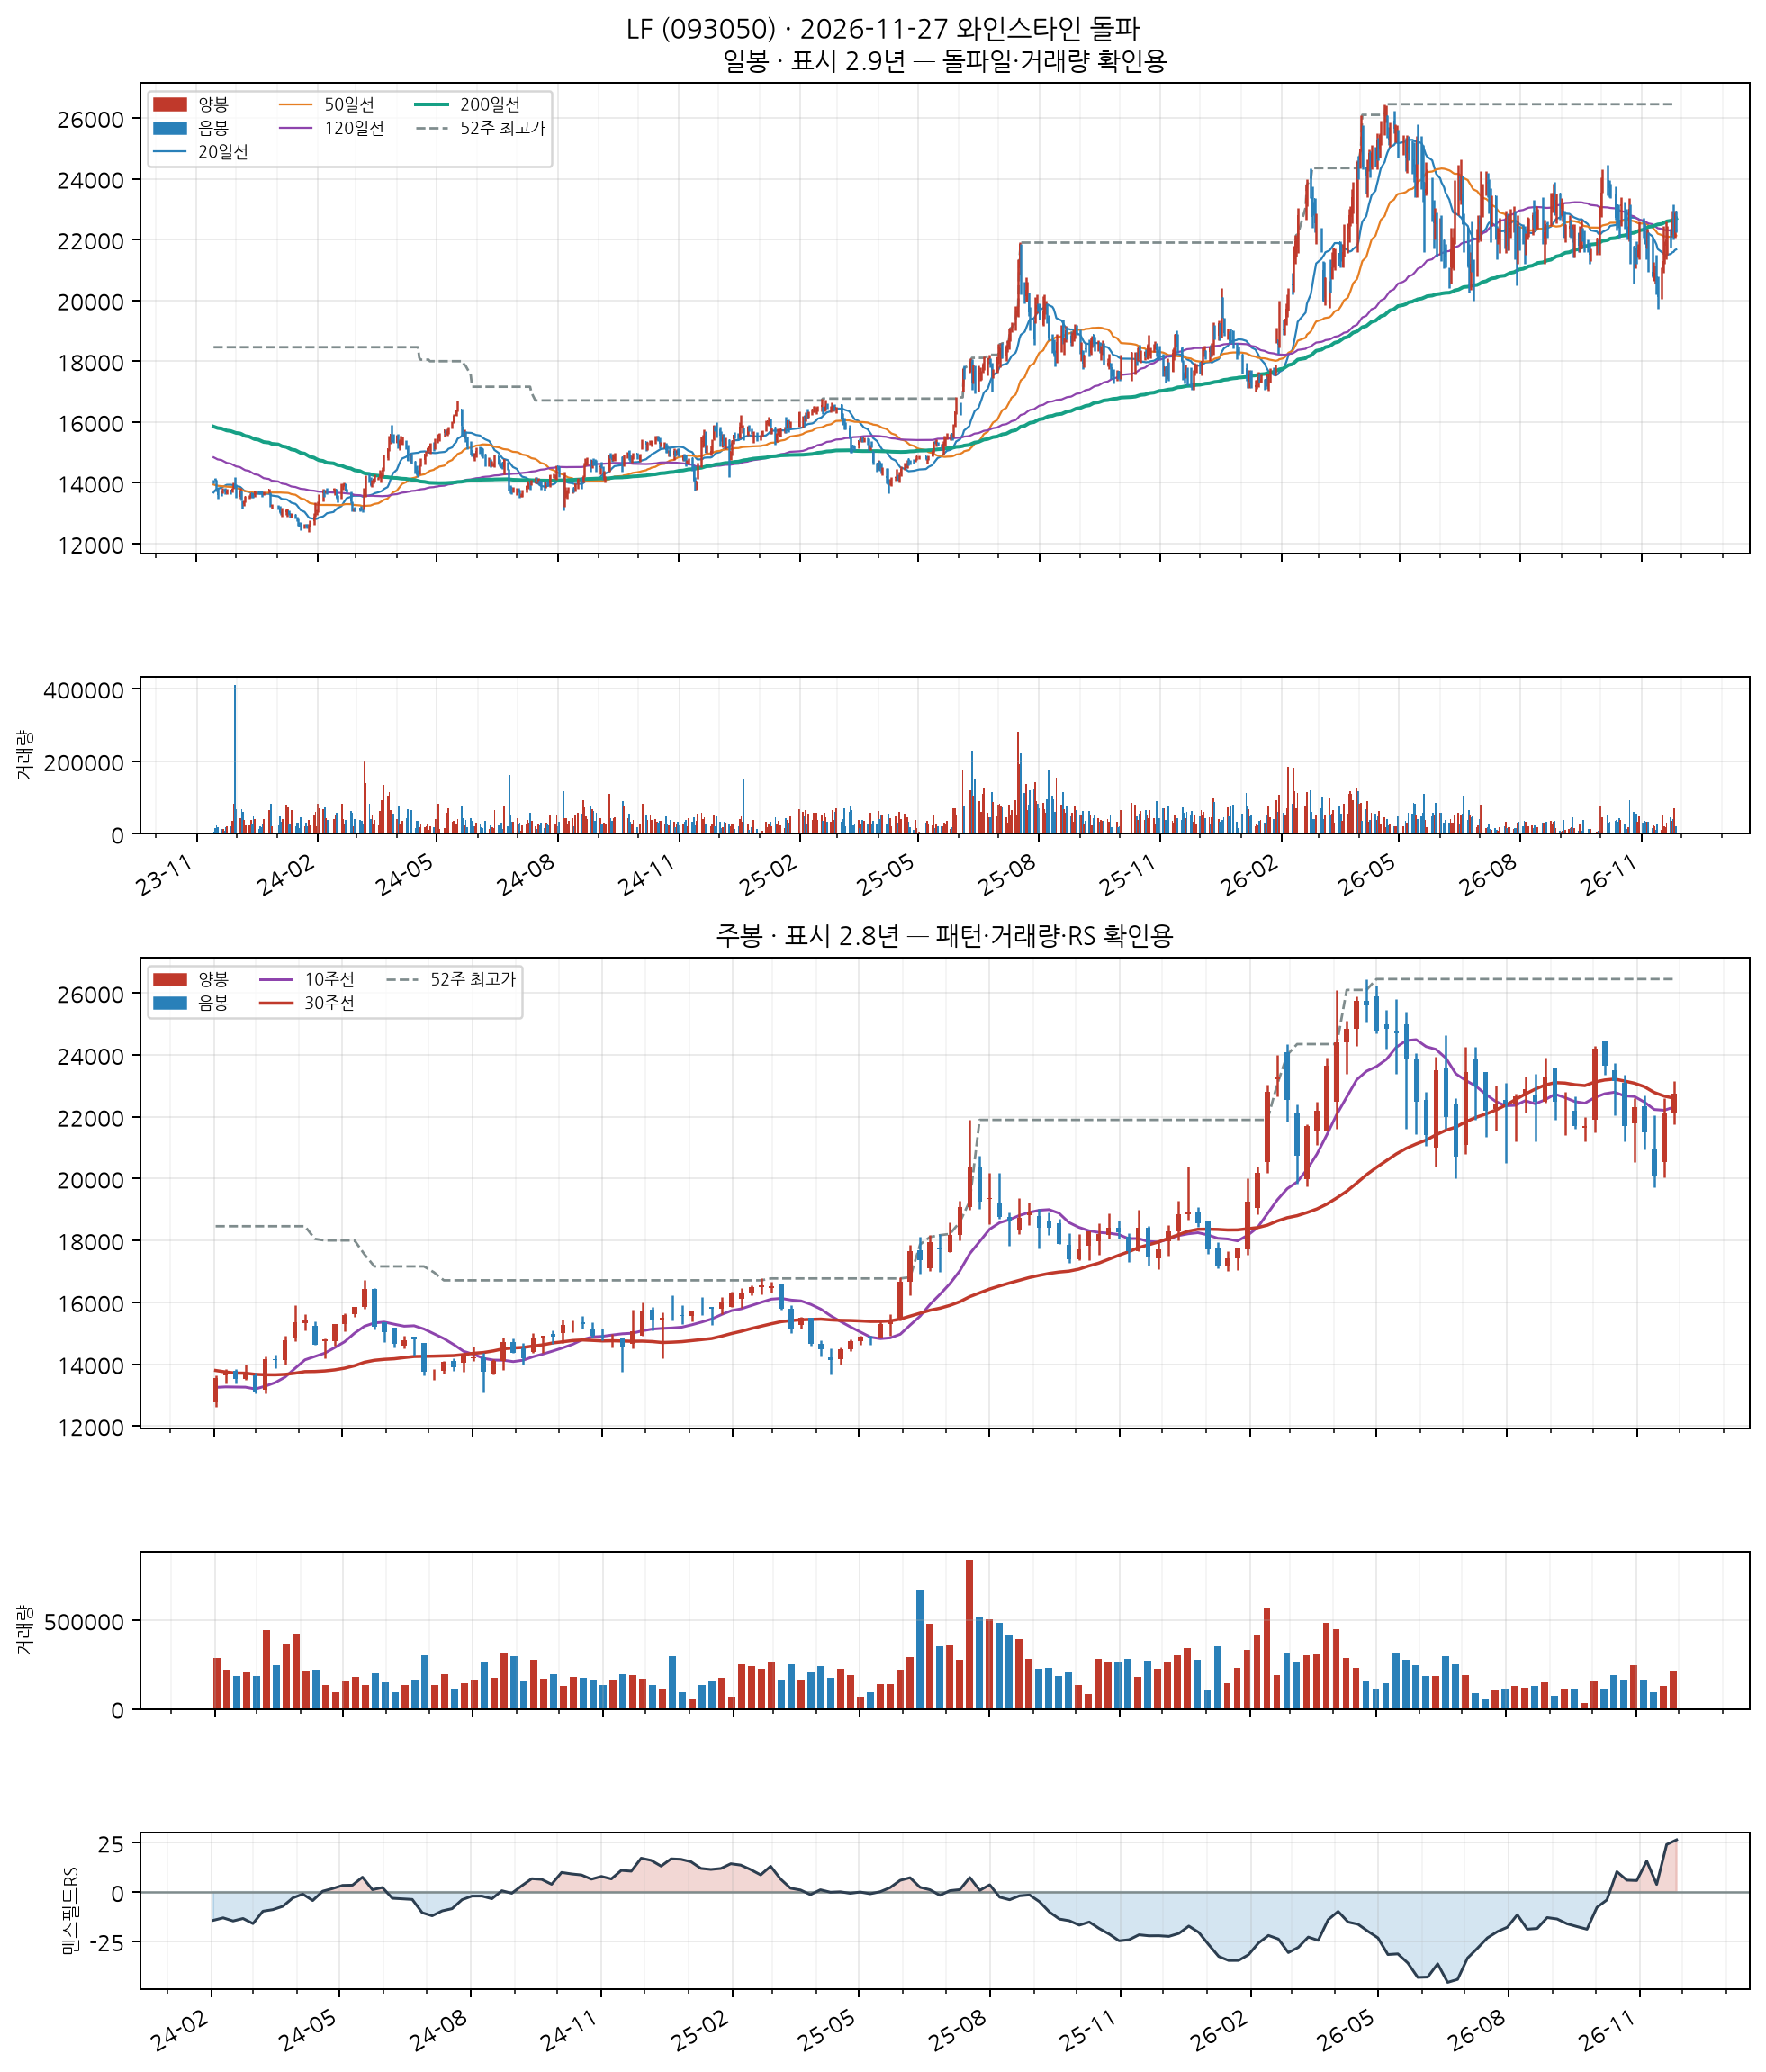 LF (093050) · 2026-11-27 와인스타인 돌파
일봉 · 표시 2.9년 — 돌파일·거래량 확인용
양봉 50일선 200일선
음봉 120일선 52주 최고가
20일선
26000
24000
22000
20000
18000
16000
14000
12000
400000
200000
0
거래량
23-11 24-02 24-05 24-08 24-11 25-02 25-05 25-08 25-11 26-02 26-05 26-08 26-11
주봉 · 표시 2.8년 — 패턴·거래량·RS 확인용
양봉 10주선 52주 최고가
음봉 30주선
26000
24000
22000
20000
18000
16000
14000
12000
500000
0
거래량
25
0
-25
맨스필드RS
24-02 24-05 24-08 24-11 25-02 25-05 25-08 25-11 26-02 26-05 26-08 26-11